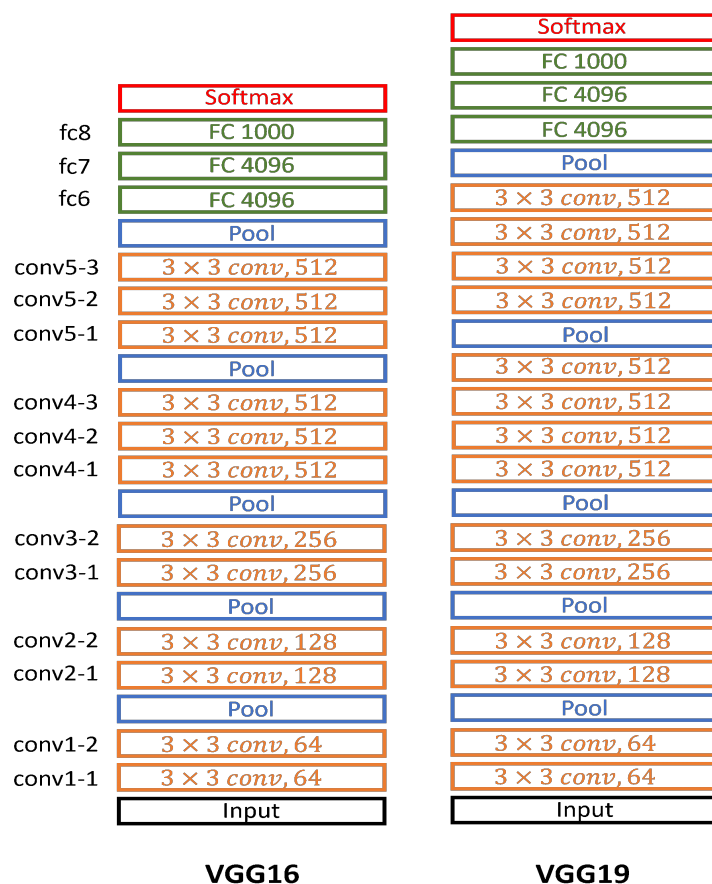 Softmax
FC 1000
FC 4096
FC 4096
Pool
3 × 3 conv, 512
3 × 3 conv, 512
3 × 3 conv, 512
3 × 3 conv, 512
Pool
3 × 3 conv, 512
3 × 3 conv, 512
3 × 3 conv, 512
3 × 3 conv, 512
Pool
3 × 3 conv, 256
3 × 3 conv, 256
Pool
3 × 3 conv, 128
3 × 3 conv, 128
Pool
3 × 3 conv, 64
3 × 3 conv, 64
Input
VGG19
Softmax
fc8 FC 1000
fc7 FC 4096
fc6 FC 4096
Pool
conv5-3 3 × 3 conv, 512
conv5-2 3 × 3 conv, 512
conv5-1 3 × 3 conv, 512
Pool
conv4-3 3 × 3 conv, 512
conv4-2 3 × 3 conv, 512
conv4-1 3 × 3 conv, 512
Pool
conv3-2 3 × 3 conv, 256
conv3-1 3 × 3 conv, 256
Pool
conv2-2 3 × 3 conv, 128
conv2-1 3 × 3 conv, 128
Pool
conv1-2 3 × 3 conv, 64
conv1-1 3 × 3 conv, 64
Input
VGG16